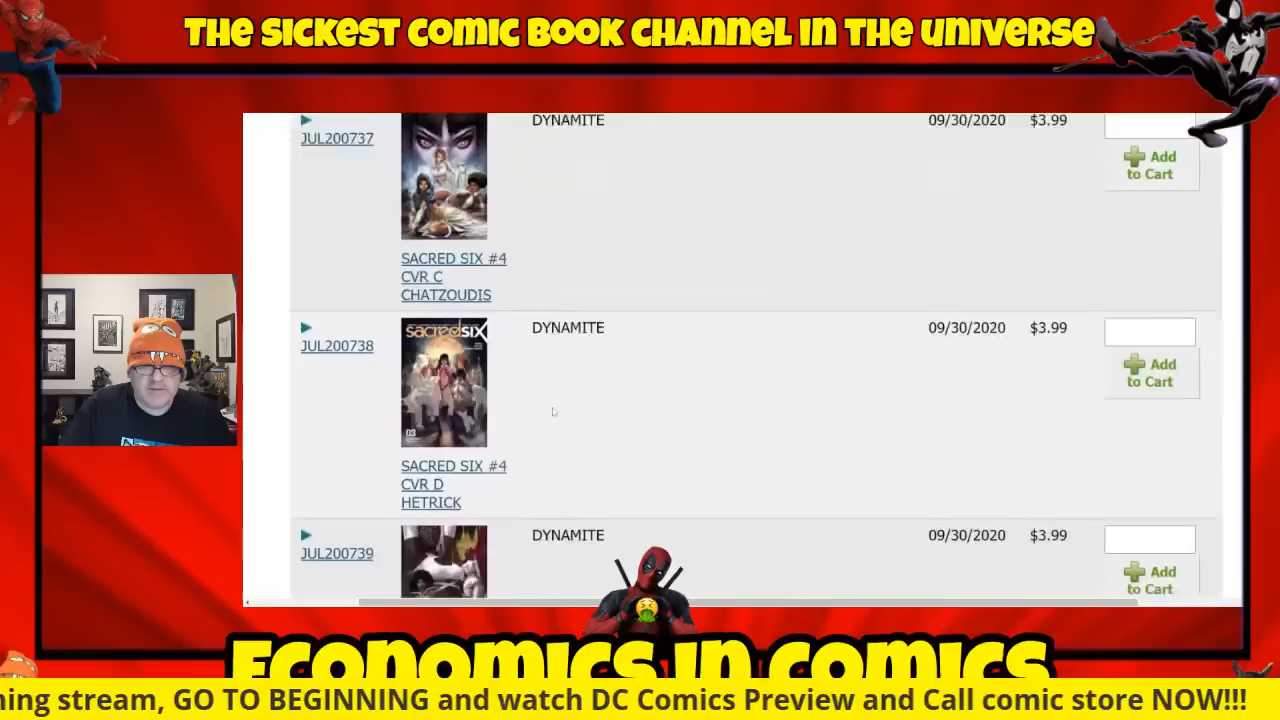 THE SICKEST COMIC BOOK CHANNEL IN THE UNIVERSE
DYNAMITE 09/30/2020 $3.99
JUL200737
Add
to Cart
SACRED SIX #4
CVR C
CHATZOUDIS
DYNAMITE 09/30/2020 $3.99
JUL200738
sacredsix
Add
to Cart
SACRED SIX #4
CVR D
HETRICK
DYNAMITE 09/30/2020 $3.99
JUL200739
Add
to Cart
ECONOMICS IN COMICS
ning stream, GO TO BEGINNING and watch DC Comics Preview and Call comic store NOW!!!